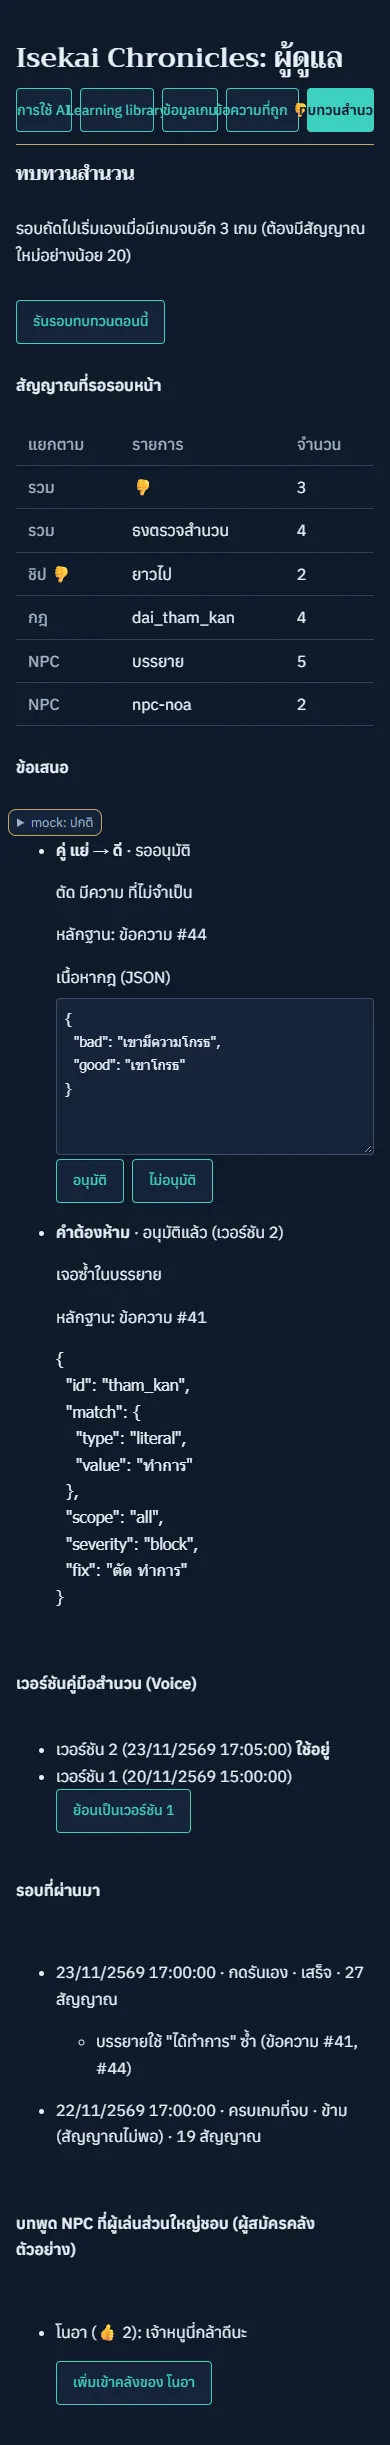 Isekai Chronicles: ผู้ดูแล
การใช้ AI
Learning library
ข้อมูลเกม
ข้อความที่ถูก 👎
ทบทวนสำนวน
ทบทวนสำนวน
รอบถัดไปเริ่มเองเมื่อมีเกมจบอีก 3 เกม (ต้องมีสัญญาณ
ใหม่อย่างน้อย 20)
รันรอบทบทวนตอนนี้
สัญญาณที่รอรอบหน้า
แยกตาม รายการ จำนวน
รวม 👎 3
รวม ธงตรวจสำนวน 4
ชิป 👎 ยาวไป 2
กฎ dai_tham_kan 4
NPC บรรยาย 5
NPC npc-noa 2
ข้อเสนอ
▶ mock: ปกติ
• คู่ แย่ → ดี · รออนุมัติ
ตัด มีความ ที่ไม่จำเป็น
หลักฐาน: ข้อความ #44
เนื้อหากฎ (JSON)
{
"bad": "เขามีความโกรธ",
"good": "เขาโกรธ"
}
อนุมัติ ไม่อนุมัติ
• คำต้องห้าม · อนุมัติแล้ว (เวอร์ชัน 2)
เจอซ้ำในบรรยาย
หลักฐาน: ข้อความ #41
{
"id": "tham_kan",
"match": {
"type": "literal",
"value": "ทำการ"
},
"scope": "all",
"severity": "block",
"fix": "ตัด ทำการ"
}
เวอร์ชันคู่มือสำนวน (Voice)
• เวอร์ชัน 2 (23/11/2569 17:05:00) ใช้อยู่
• เวอร์ชัน 1 (20/11/2569 15:00:00)
ย้อนเป็นเวอร์ชัน 1
รอบที่ผ่านมา
• 23/11/2569 17:00:00 · กดรันเอง · เสร็จ · 27
สัญญาณ
◦ บรรยายใช้ "ได้ทำการ" ซ้ำ (ข้อความ #41,
#44)
• 22/11/2569 17:00:00 · ครบเกมที่จบ · ข้าม
(สัญญาณไม่พอ) · 19 สัญญาณ
บทพูด NPC ที่ผู้เล่นส่วนใหญ่ชอบ (ผู้สมัครคลัง
ตัวอย่าง)
• โนอา (👍 2): เจ้าหนูนี่กล้าดีนะ
เพิ่มเข้าคลังของ โนอา